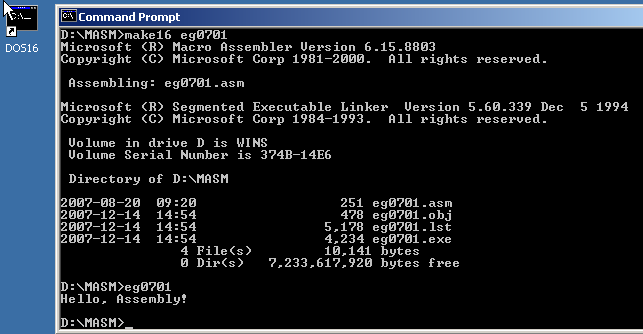 Command Prompt
D:\MASM>make16 eg0701
Microsoft (R) Macro Assembler Version 6.15.8803
Copyright (C) Microsoft Corp 1981-2000.  All rights reserved.
Assembling: eg0701.asm
Microsoft (R) Segmented Executable Linker  Version 5.60.339 Dec  5 1994
Copyright (C) Microsoft Corp 1984-1993.  All rights reserved.
Volume in drive D is WINS
Volume Serial Number is 374B-14E6
Directory of D:\MASM
2007-08-20  09:20               251 eg0701.asm
2007-12-14  14:54               478 eg0701.obj
2007-12-14  14:54             5,178 eg0701.lst
2007-12-14  14:54             4,234 eg0701.exe
4 File(s)         10,141 bytes
0 Dir(s)   7,233,617,920 bytes free
D:\MASM>eg0701
Hello, Assembly!
D:\MASM>_
C:\_
DOS16